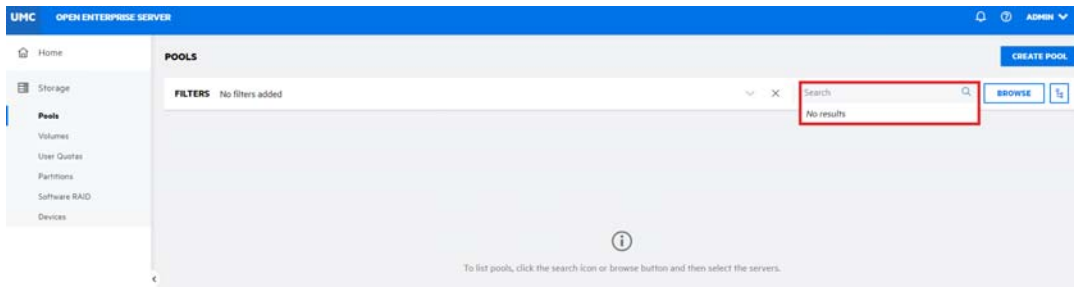 UMC OPEN ENTERPRISE SERVER ADMIN
Home
POOLS CREATE POOL
Storage
FILTERS No filters added Search BROWSE
No results
Pools
Volumes
User Quotas
Partitions
Software RAID
Devices
To list pools, click the search icon or browse button and then select the servers.